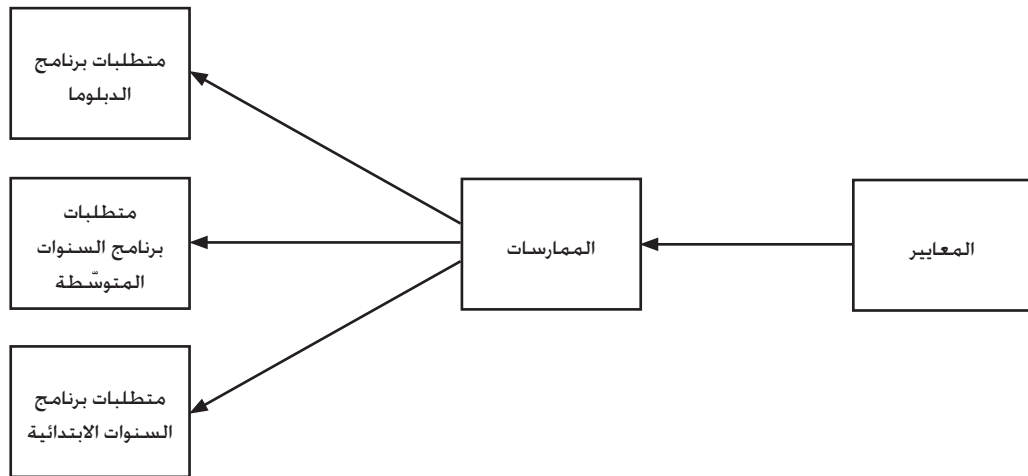 المعايير
الممارسات
متطلبات برنامج
الدبلوما
متطلبات
برنامج السنوات
المتوسّطة
متطلبات برنامج
السنوات الابتدائية